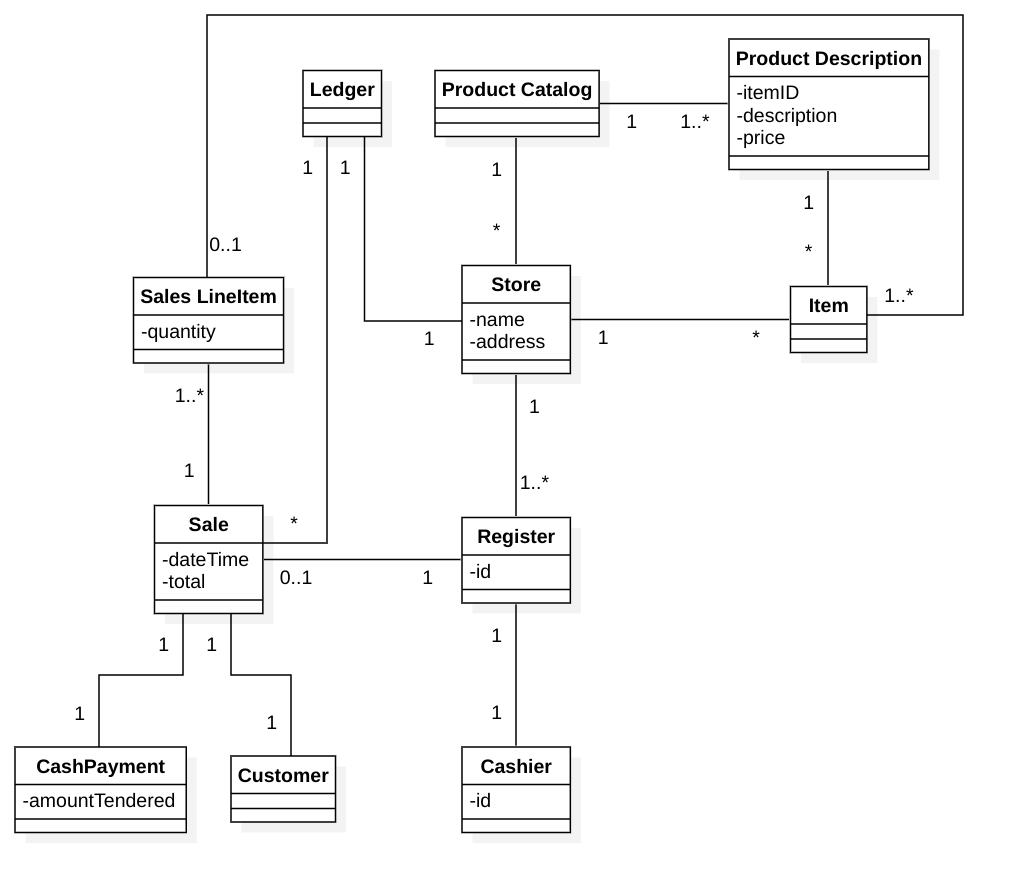 Product Description
-itemID
-description
-price
Ledger
Product Catalog
1
1..*
1
1
1
1
*
*
0..1
Store
-name
-address
Sales LineItem
-quantity
Item
1..*
1
1
*
1..*
1
1
1..*
Sale
-dateTime
-total
*
0..1
1
Register
-id
1
1
1
1
1
1
CashPayment
-amountTendered
Customer
Cashier
-id